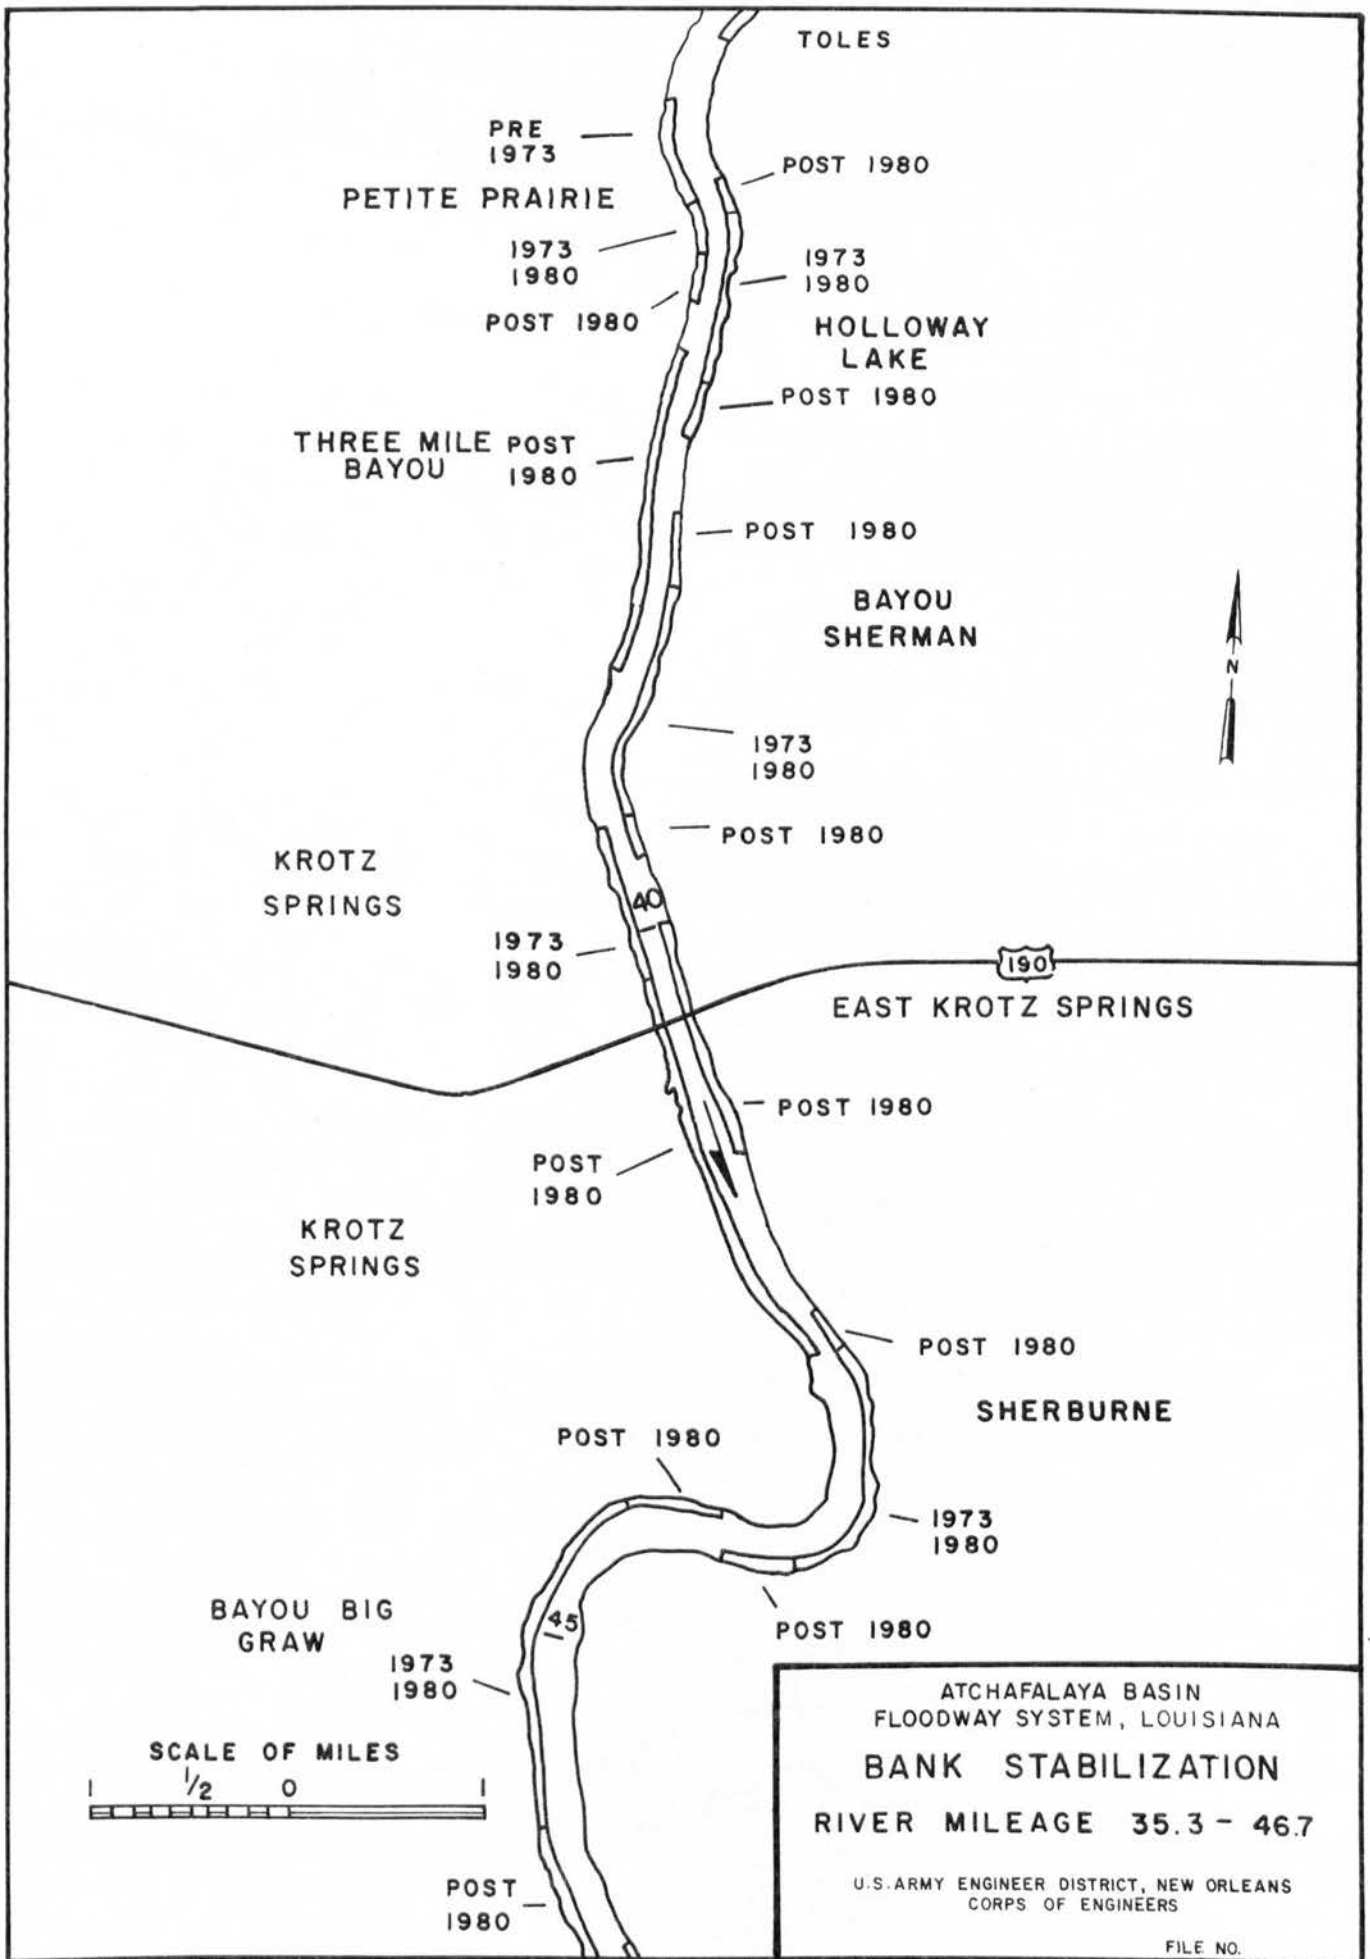 TOLES
PRE
1973
POST 1980
PETITE PRAIRIE
1973
1980
1973
1980
POST 1980
HOLLOWAY
LAKE
POST 1980
THREE MILE
BAYOU
POST
1980
POST 1980
BAYOU
SHERMAN
N
1973
1980
POST 1980
KROTZ
SPRINGS
40
1973
1980
190
EAST KROTZ SPRINGS
POST 1980
POST
1980
KROTZ
SPRINGS
POST 1980
SHERBURNE
POST 1980
1973
1980
BAYOU BIG
GRAW
45
POST 1980
1973
1980
SCALE OF MILES
1 1/2 0 1
POST
1980
ATCHAFALAYA BASIN
FLOODWAY SYSTEM, LOUISIANA
BANK STABILIZATION
RIVER MILEAGE 35.3 - 46.7
U.S. ARMY ENGINEER DISTRICT, NEW ORLEANS
CORPS OF ENGINEERS
FILE NO.